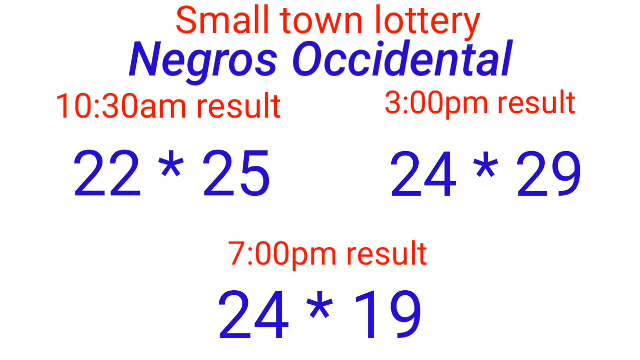 Small town lottery
Negros Occidental
10:30am result
3:00pm result
22 * 25
24 * 29
7:00pm result
24 * 19